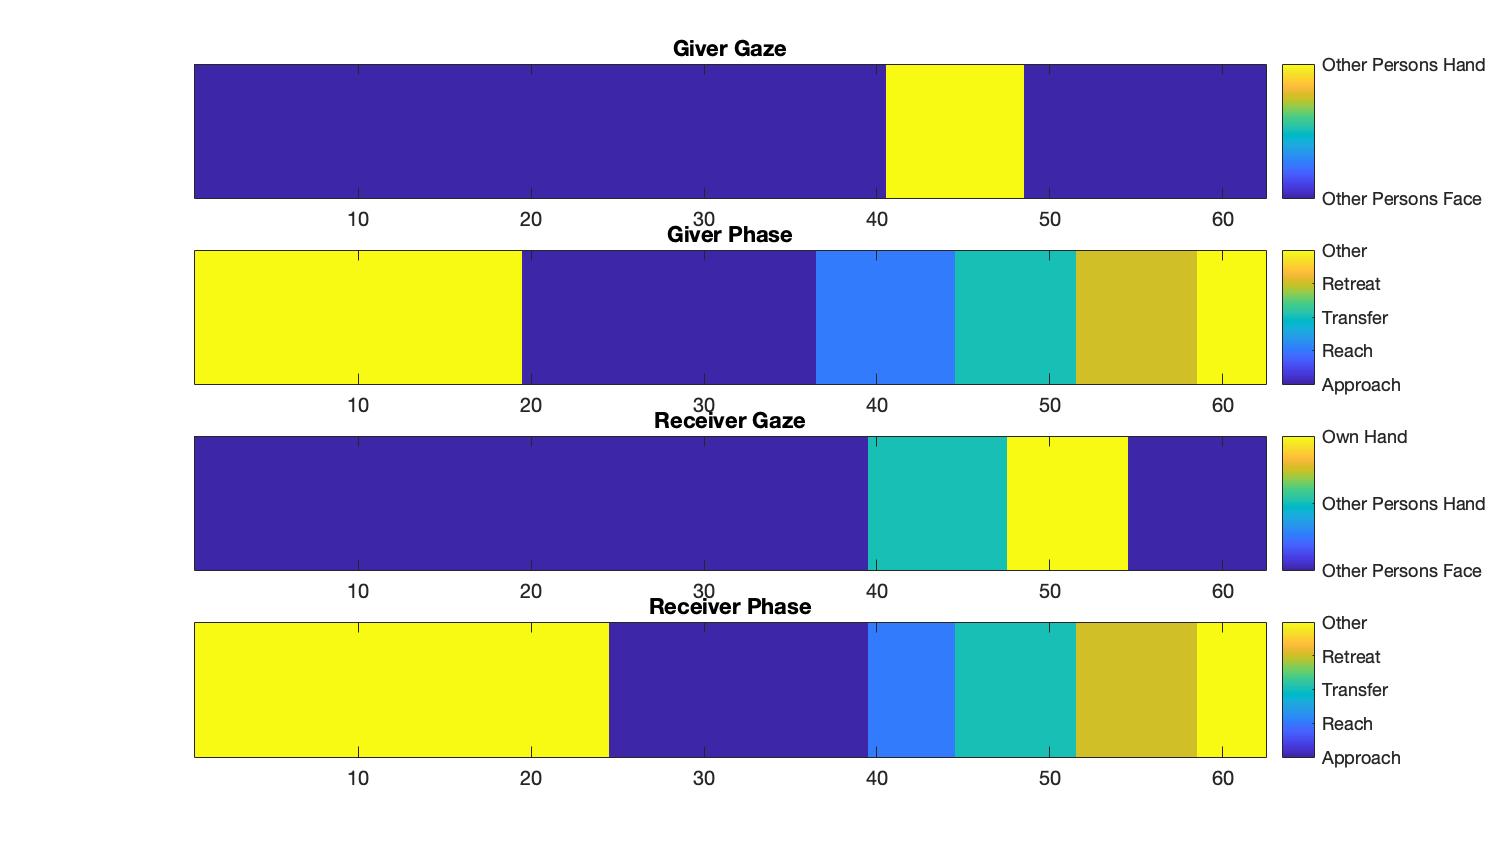 Giver Gaze
Other Persons Hand
Other Persons Face
10 20 30 40 50 60
Giver Phase
Other
Retreat
Transfer
Reach
Approach
10 20 30 40 50 60
Receiver Gaze
Own Hand
Other Persons Hand
Other Persons Face
10 20 30 40 50 60
Receiver Phase
Other
Retreat
Transfer
Reach
Approach
10 20 30 40 50 60